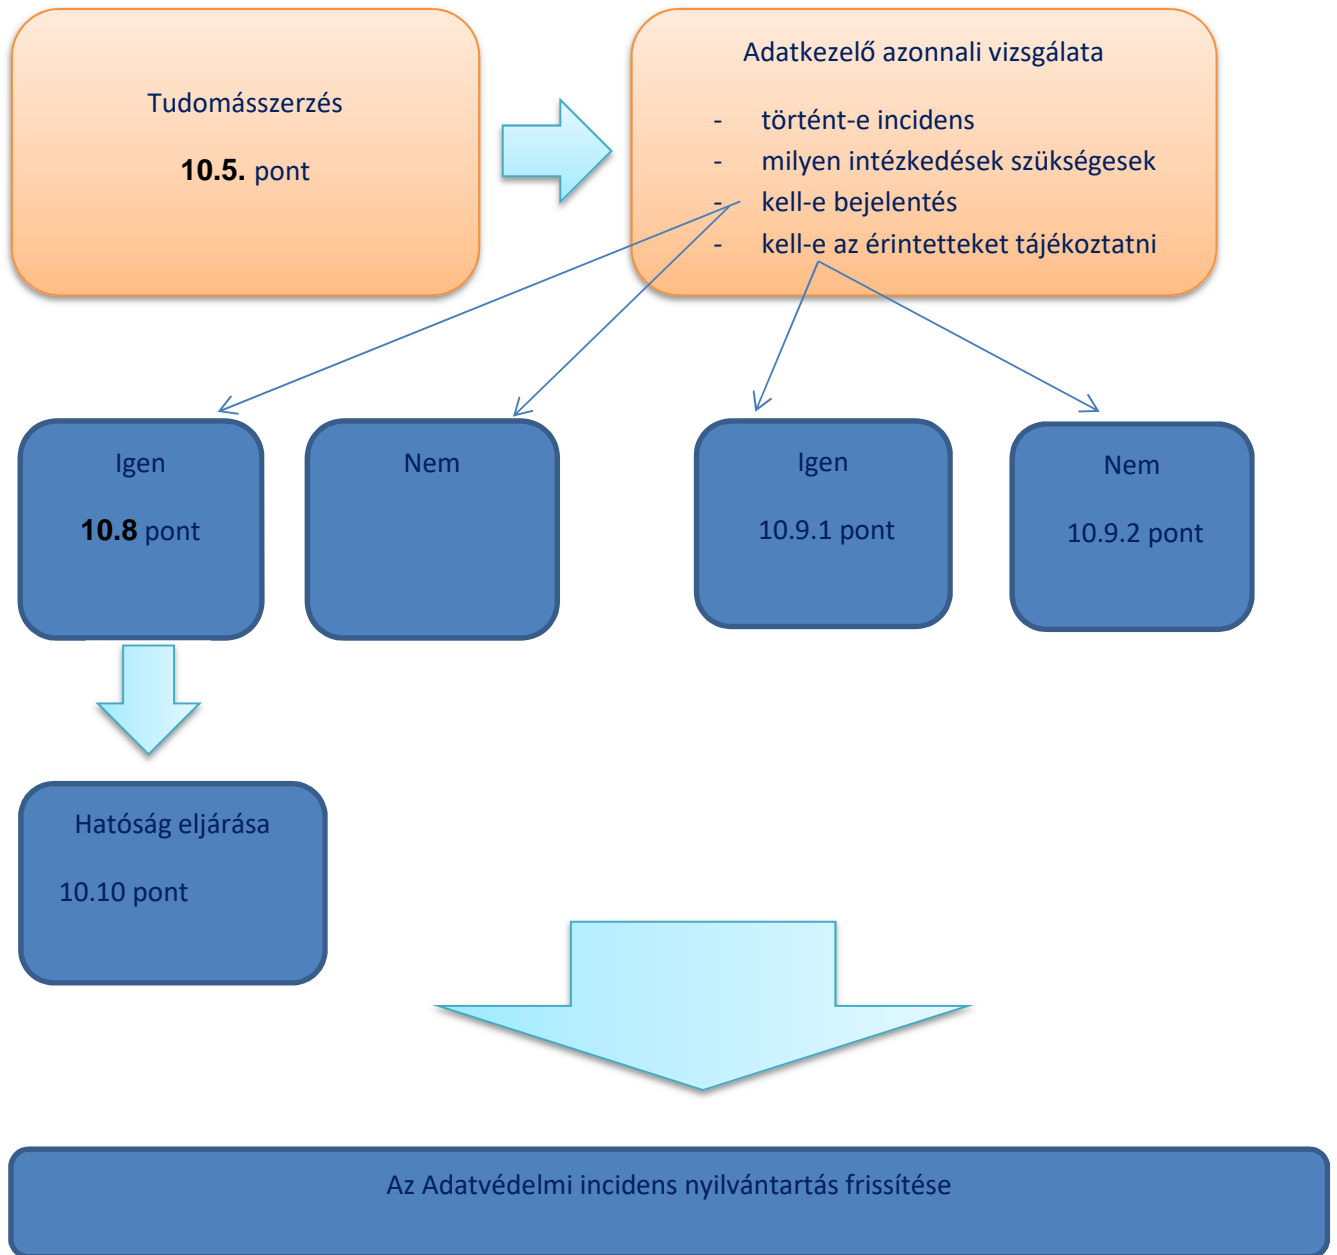 Tudomásszerzés
10.5. pont
Adatkezelő azonnali vizsgálata
- történt-e incidens
- milyen intézkedések szükségesek
- kell-e bejelentés
- kell-e az érintetteket tájékoztatni
Igen
10.8 pont
Nem
Igen
10.9.1 pont
Nem
10.9.2 pont
Hatóság eljárása
10.10 pont
Az Adatvédelmi incidens nyilvántartás frissítése